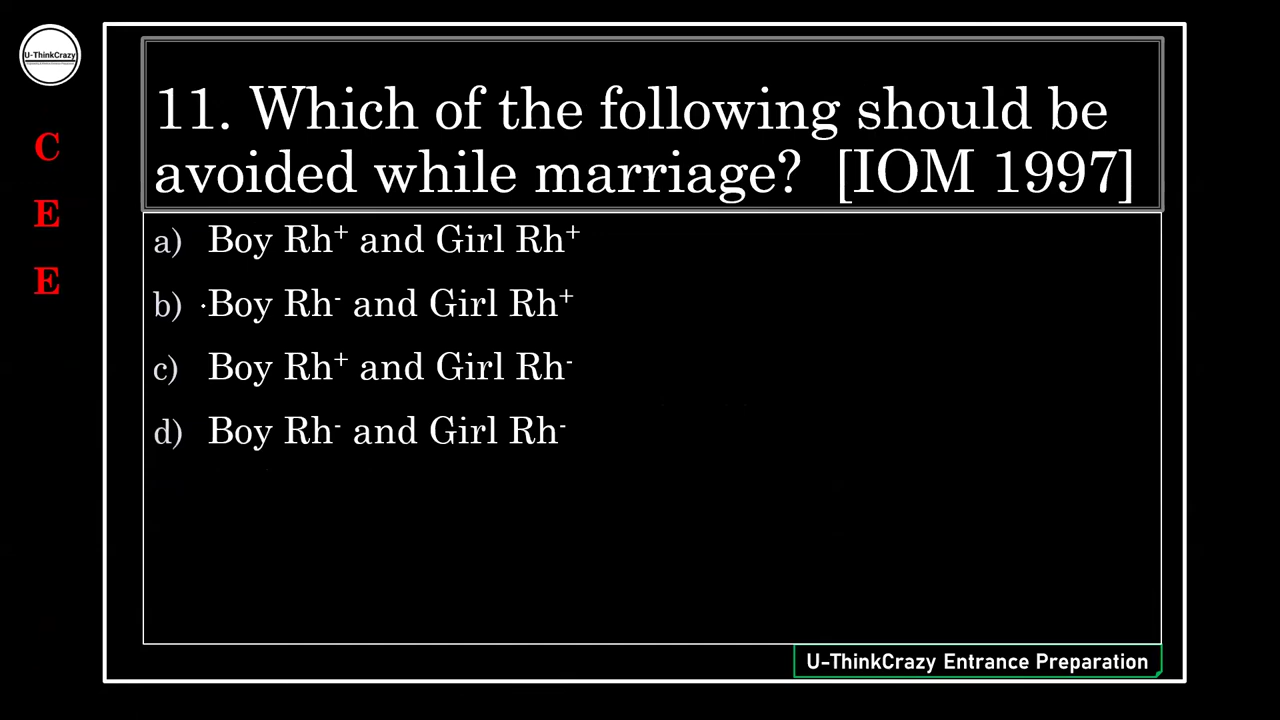 U-ThinkCrazy
C
E
E
11. Which of the following should be
avoided while marriage? [IOM 1997]
a) Boy Rh⁺ and Girl Rh⁺
b) ·Boy Rh⁻ and Girl Rh⁺
c) Boy Rh⁺ and Girl Rh⁻
d) Boy Rh⁻ and Girl Rh⁻
U-ThinkCrazy Entrance Preparation